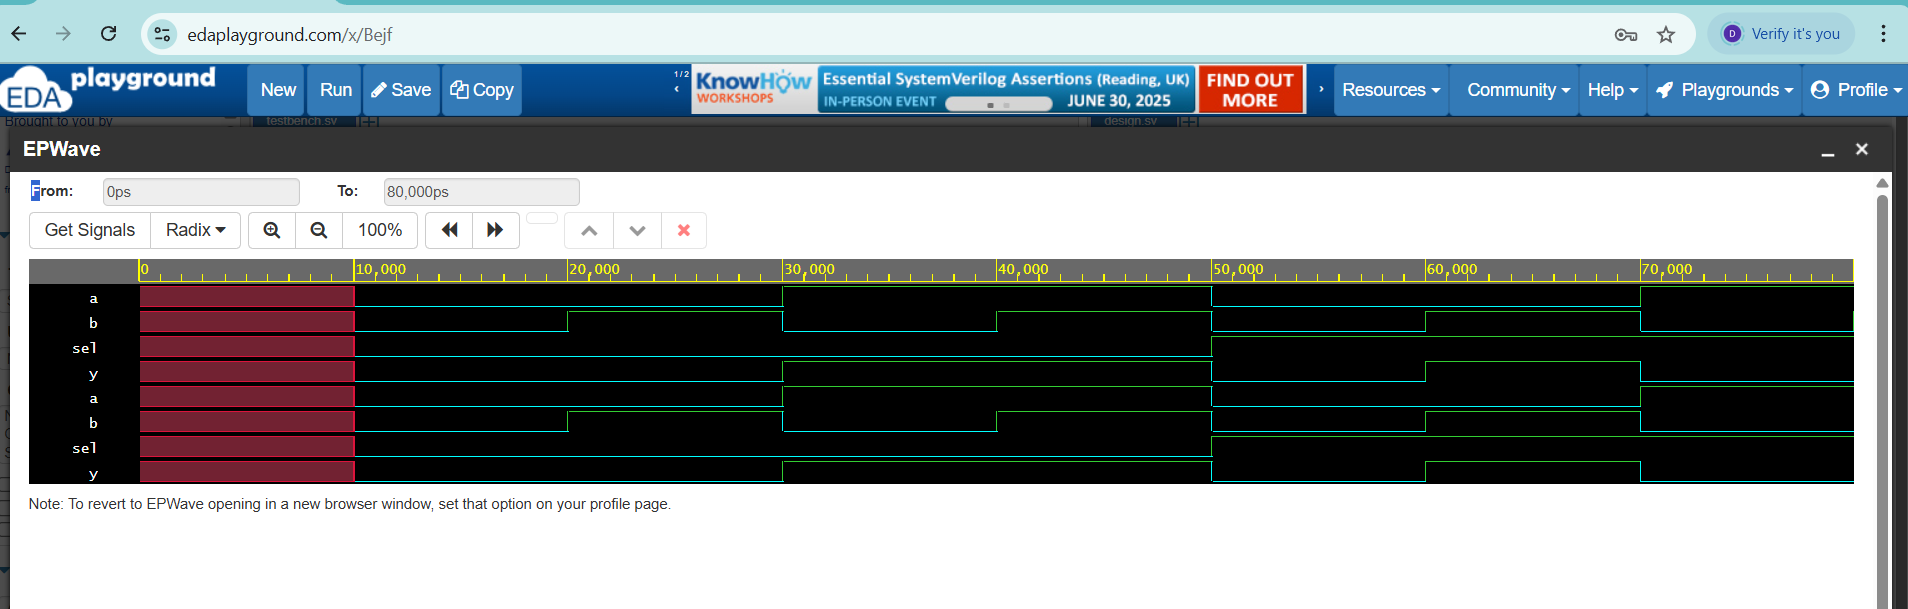 edaplayground.com/x/Bejf
D Verify it's you
EDA playground
New Run Save Copy
1/2
KnowHow WORKSHOPS
Essential SystemVerilog Assertions (Reading, UK)
IN-PERSON EVENT JUNE 30, 2025
FIND OUT MORE
Resources Community Help Playgrounds Profile
Brought to you by testbench.sv design.sv
EPWave
From: 0ps To: 80,000ps
Get Signals Radix 100%
0 10,000 20,000 30,000 40,000 50,000 60,000 70,000
a
b
sel
y
a
b
sel
y
Note: To revert to EPWave opening in a new browser window, set that option on your profile page.